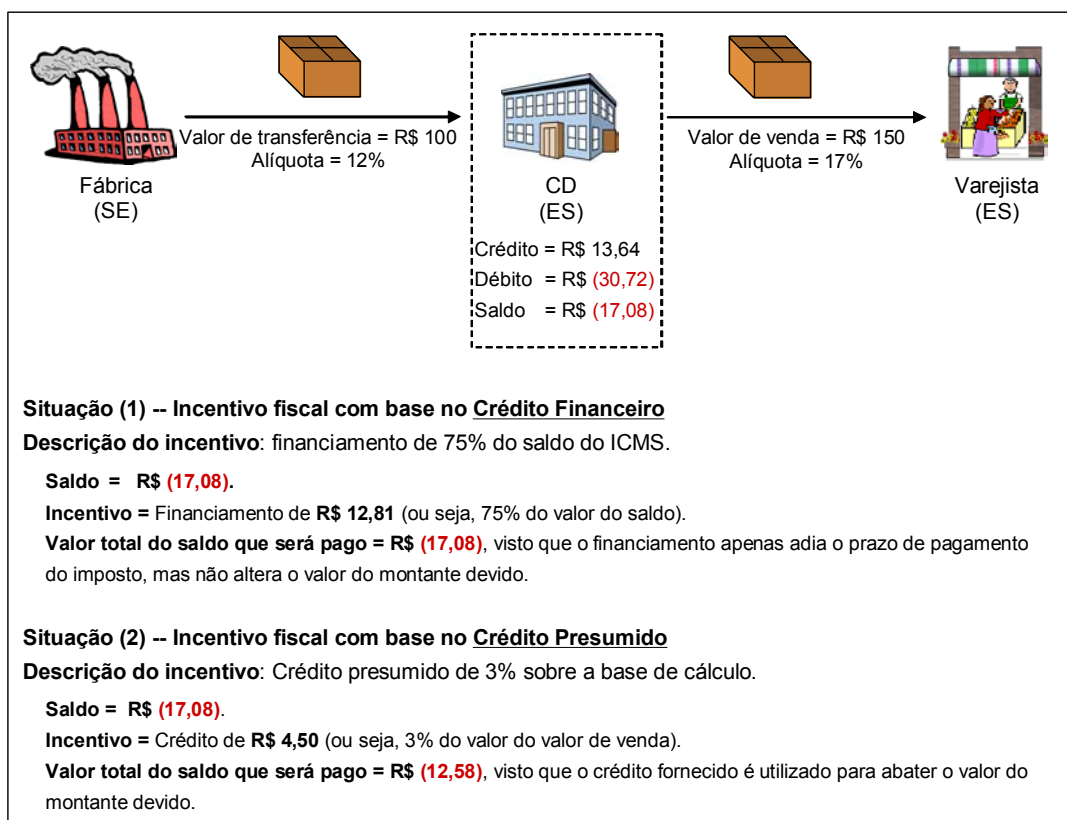 Valor de transferência = R$ 100
Alíquota = 12%
Valor de venda = R$ 150
Alíquota = 17%
Fábrica
(SE)
CD
(ES)
Varejista
(ES)
Crédito = R$ 13,64
Débito = R$ (30,72)
Saldo = R$ (17,08)
Situação (1) -- Incentivo fiscal com base no Crédito Financeiro
Descrição do incentivo: financiamento de 75% do saldo do ICMS.
Saldo = R$ (17,08).
Incentivo = Financiamento de R$ 12,81 (ou seja, 75% do valor do saldo).
Valor total do saldo que será pago = R$ (17,08), visto que o financiamento apenas adia o prazo de pagamento
do imposto, mas não altera o valor do montante devido.
Situação (2) -- Incentivo fiscal com base no Crédito Presumido
Descrição do incentivo: Crédito presumido de 3% sobre a base de cálculo.
Saldo = R$ (17,08).
Incentivo = Crédito de R$ 4,50 (ou seja, 3% do valor do valor de venda).
Valor total do saldo que será pago = R$ (12,58), visto que o crédito fornecido é utilizado para abater o valor do
montante devido.